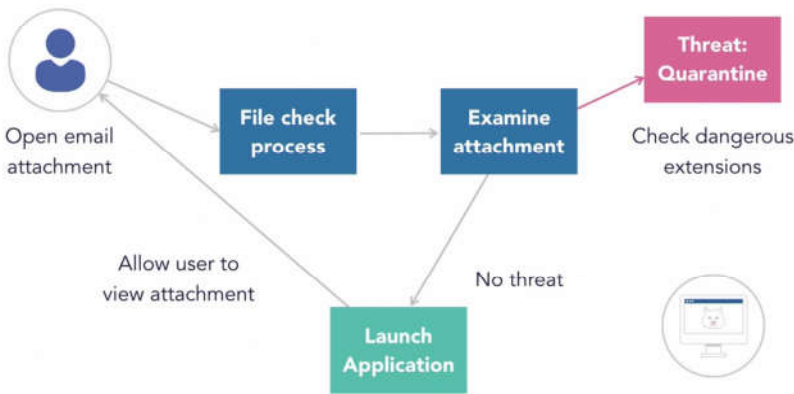 Open email
attachment
File check
process
Examine
attachment
Threat:
Quarantine
Check dangerous
extensions
Allow user to
view attachment
No threat
Launch
Application